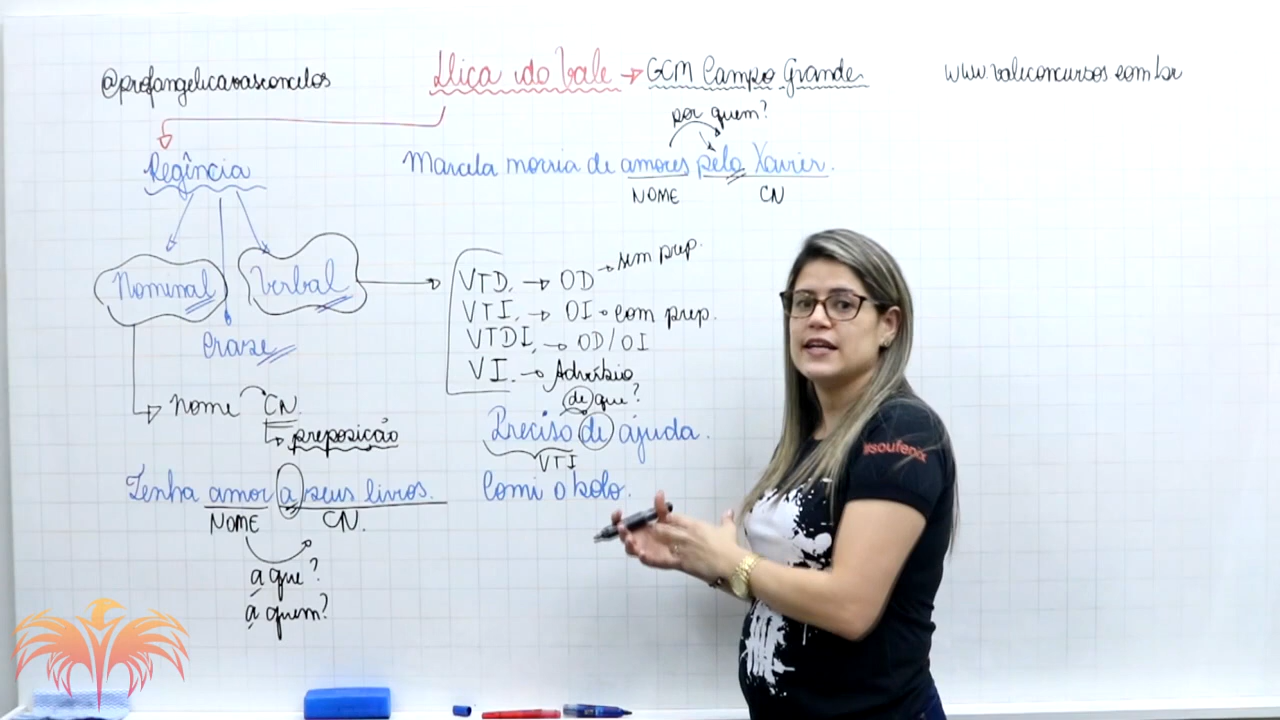 @profangelicavasconcelos
Dica do Vale → GCM Campo Grande
www.valeconcursos.com.br
por quem?
Regência
Marcela morria de amores pelo Xavier.
NOME CN
Nominal
Verbal
Crase
VTD. → OD → sem prep.
VTI. → OI → com prep.
VTDI. → OD/OI
VI. → Advérbio
de que?
nome CN
preposição
Preciso de ajuda.
VTI
Tenha amor a seus livros.
NOME CN.
Comi o bolo.
a que?
a quem?
#soufenix